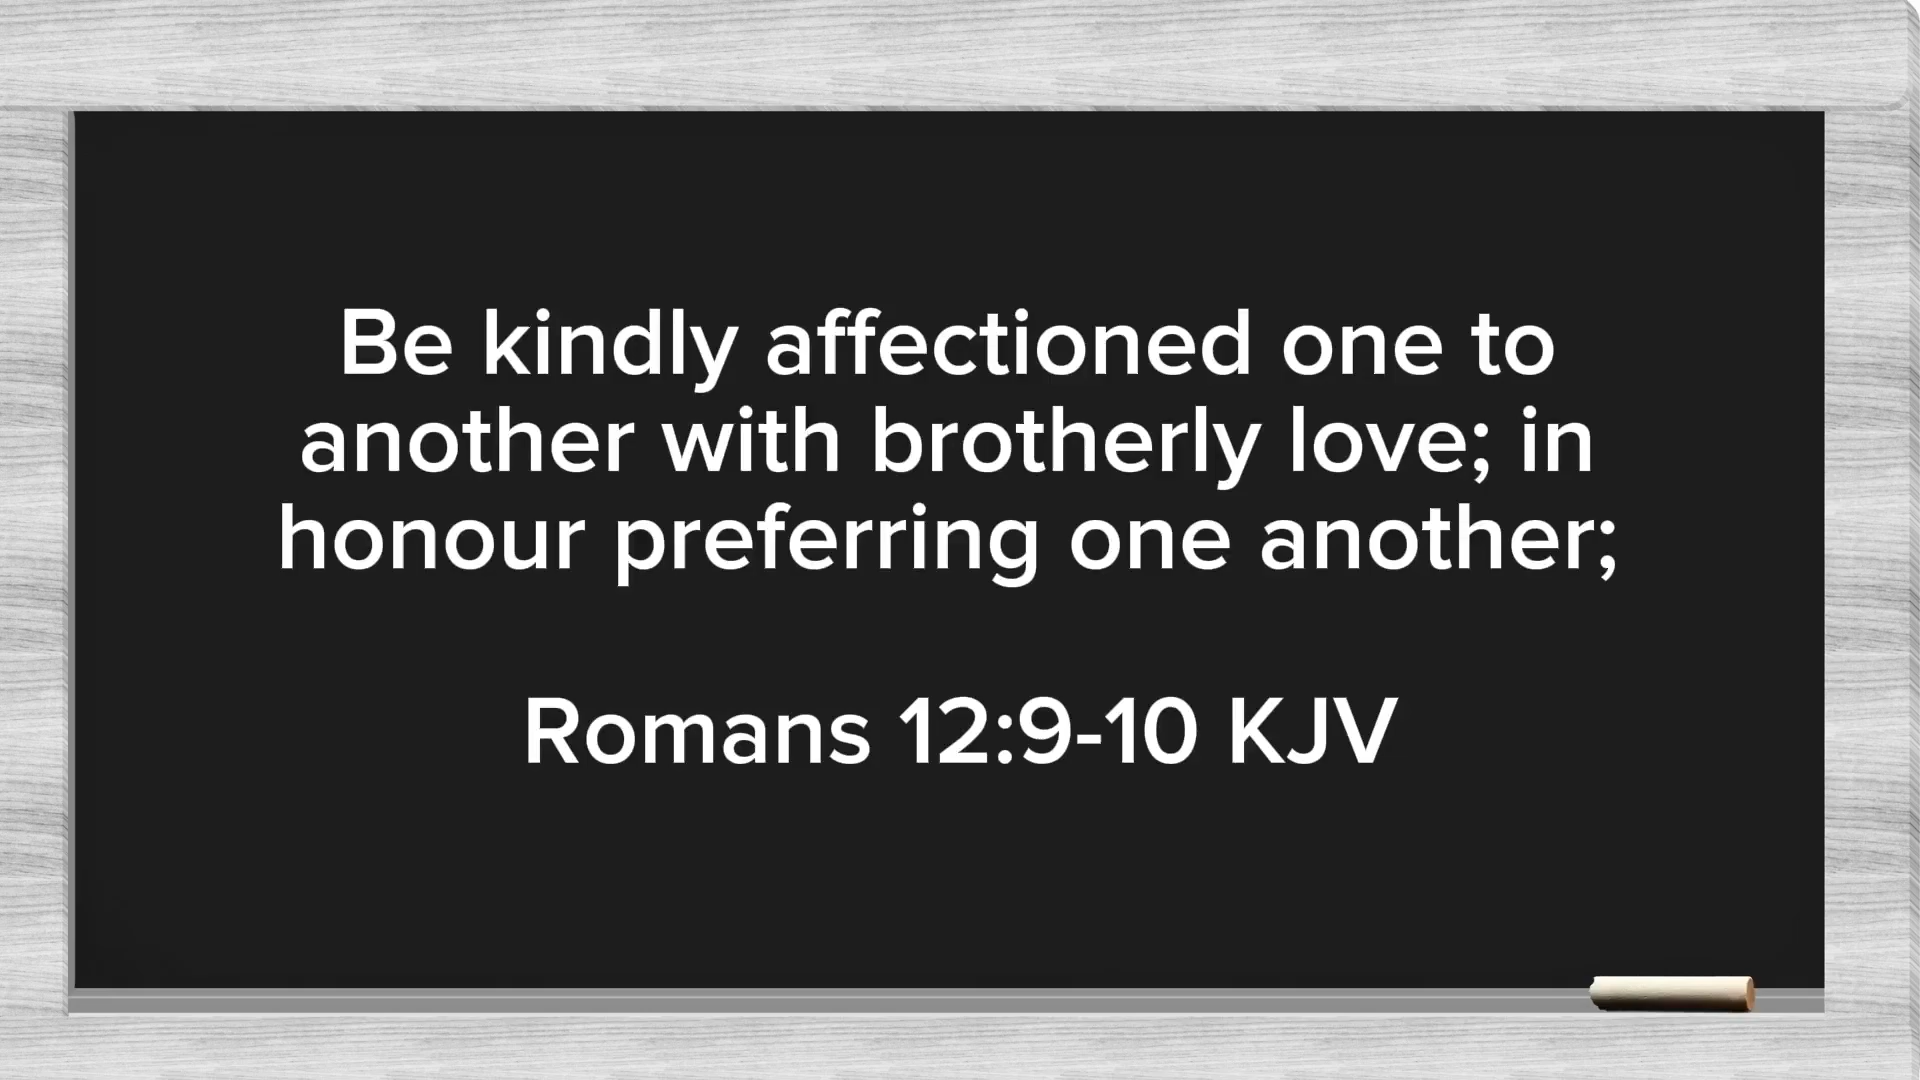 Be kindly affectioned one to
another with brotherly love; in
honour preferring one another;
Romans 12:9-10 KJV